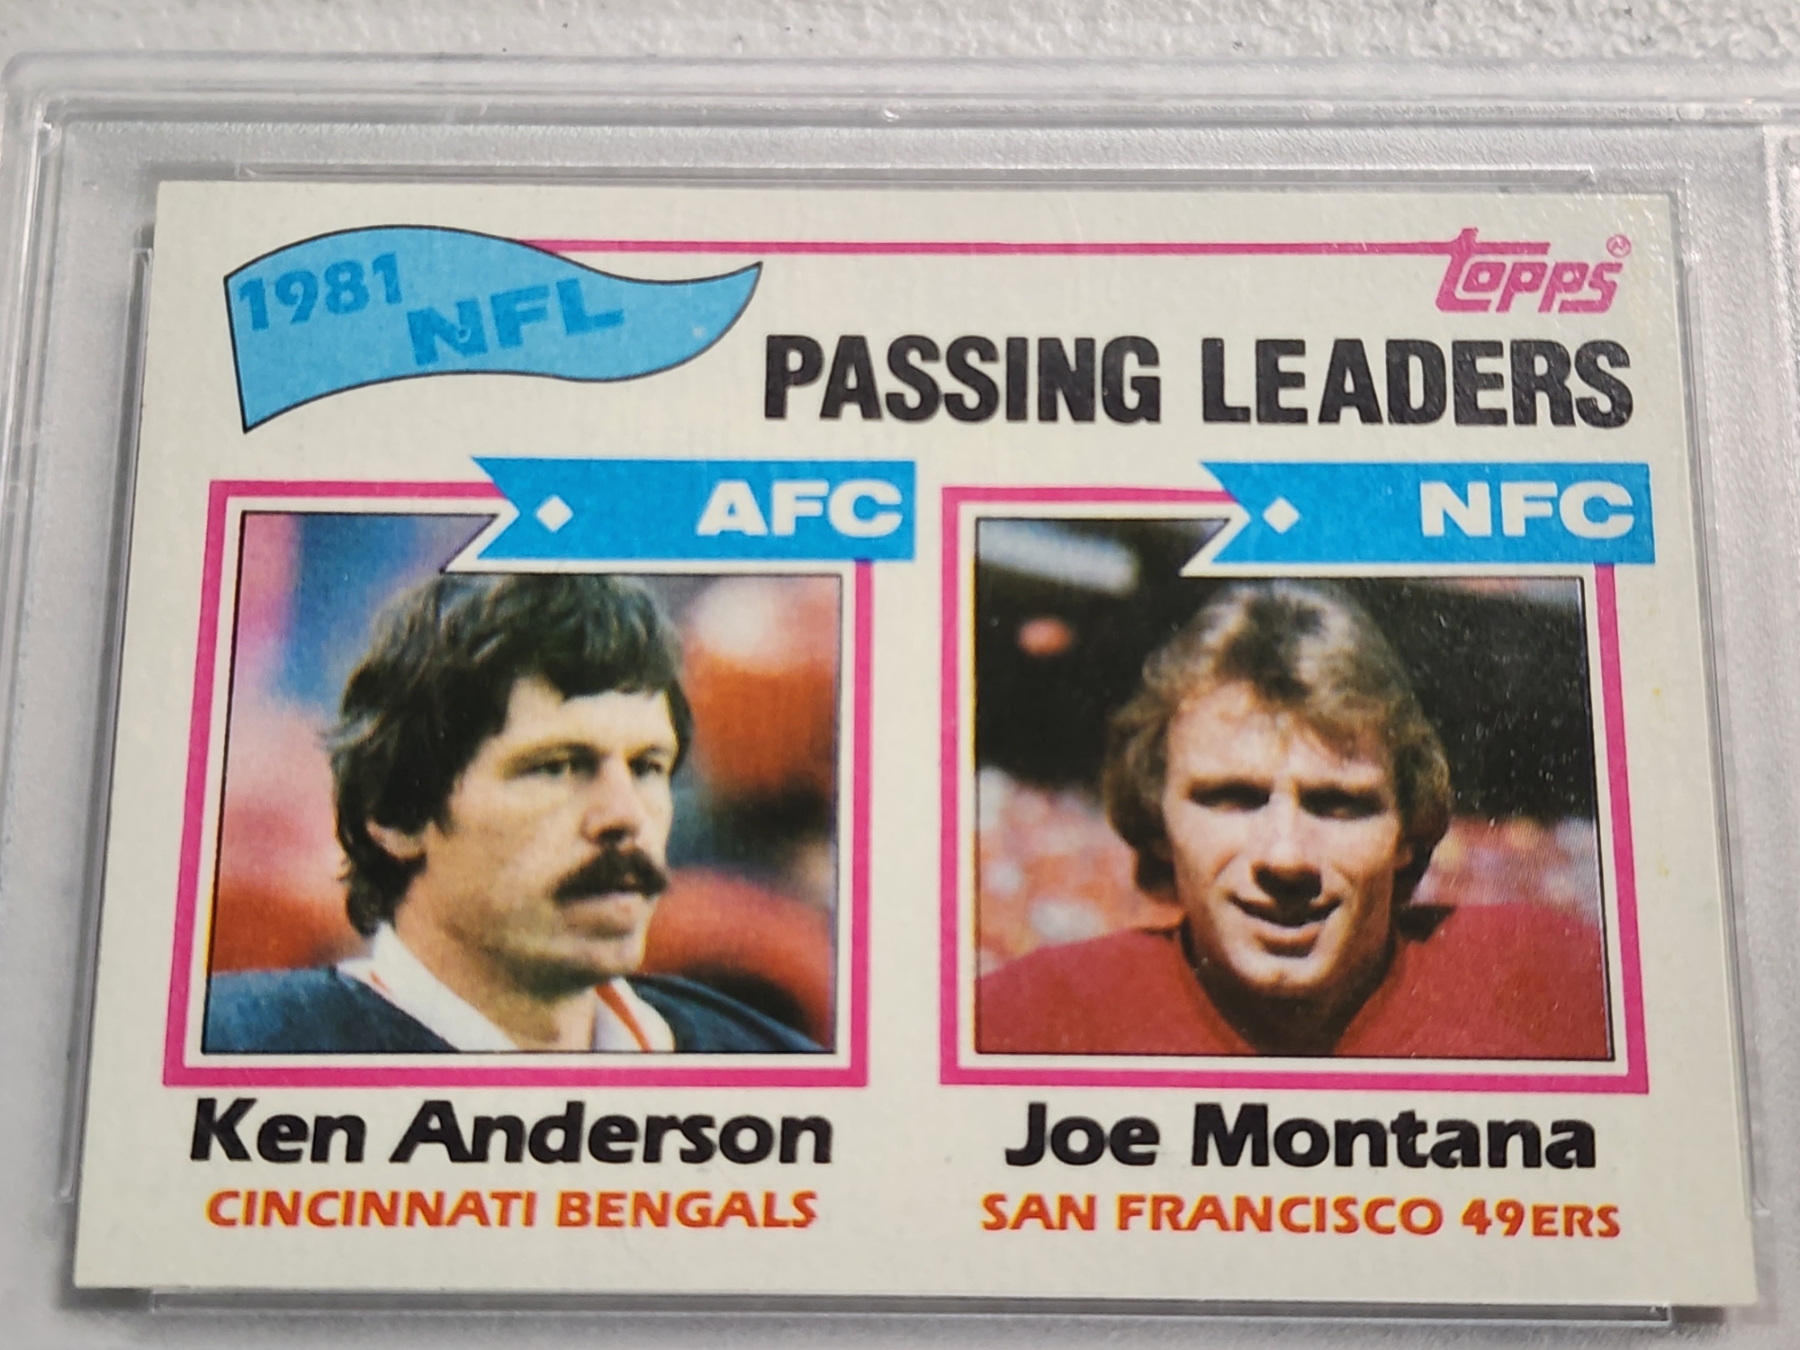 1981 NFL
Topps
PASSING LEADERS
AFC
NFC
Ken Anderson
CINCINNATI BENGALS
Joe Montana
SAN FRANCISCO 49ERS